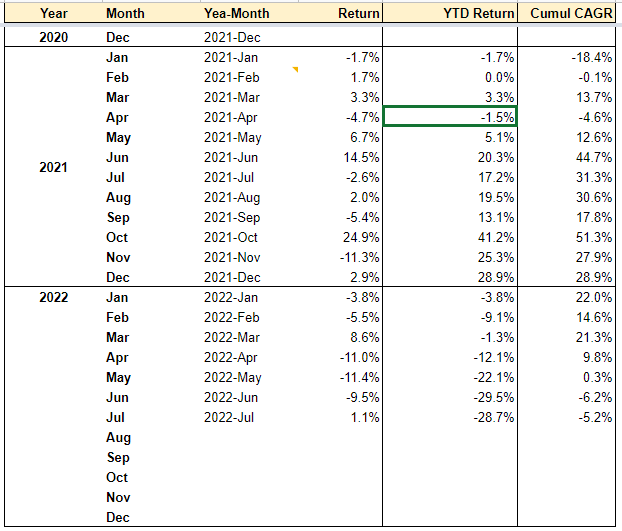 Year Month Yea-Month Return YTD Return Cumul CAGR
2020 Dec 2021-Dec
Jan 2021-Jan -1.7% -1.7% -18.4%
Feb 2021-Feb 1.7% 0.0% -0.1%
Mar 2021-Mar 3.3% 3.3% 13.7%
Apr 2021-Apr -4.7% -1.5% -4.6%
May 2021-May 6.7% 5.1% 12.6%
Jun 2021-Jun 14.5% 20.3% 44.7%
2021 Jul 2021-Jul -2.6% 17.2% 31.3%
Aug 2021-Aug 2.0% 19.5% 30.6%
Sep 2021-Sep -5.4% 13.1% 17.8%
Oct 2021-Oct 24.9% 41.2% 51.3%
Nov 2021-Nov -11.3% 25.3% 27.9%
Dec 2021-Dec 2.9% 28.9% 28.9%
2022 Jan 2022-Jan -3.8% -3.8% 22.0%
Feb 2022-Feb -5.5% -9.1% 14.6%
Mar 2022-Mar 8.6% -1.3% 21.3%
Apr 2022-Apr -11.0% -12.1% 9.8%
May 2022-May -11.4% -22.1% 0.3%
Jun 2022-Jun -9.5% -29.5% -6.2%
Jul 2022-Jul 1.1% -28.7% -5.2%
Aug
Sep
Oct
Nov
Dec